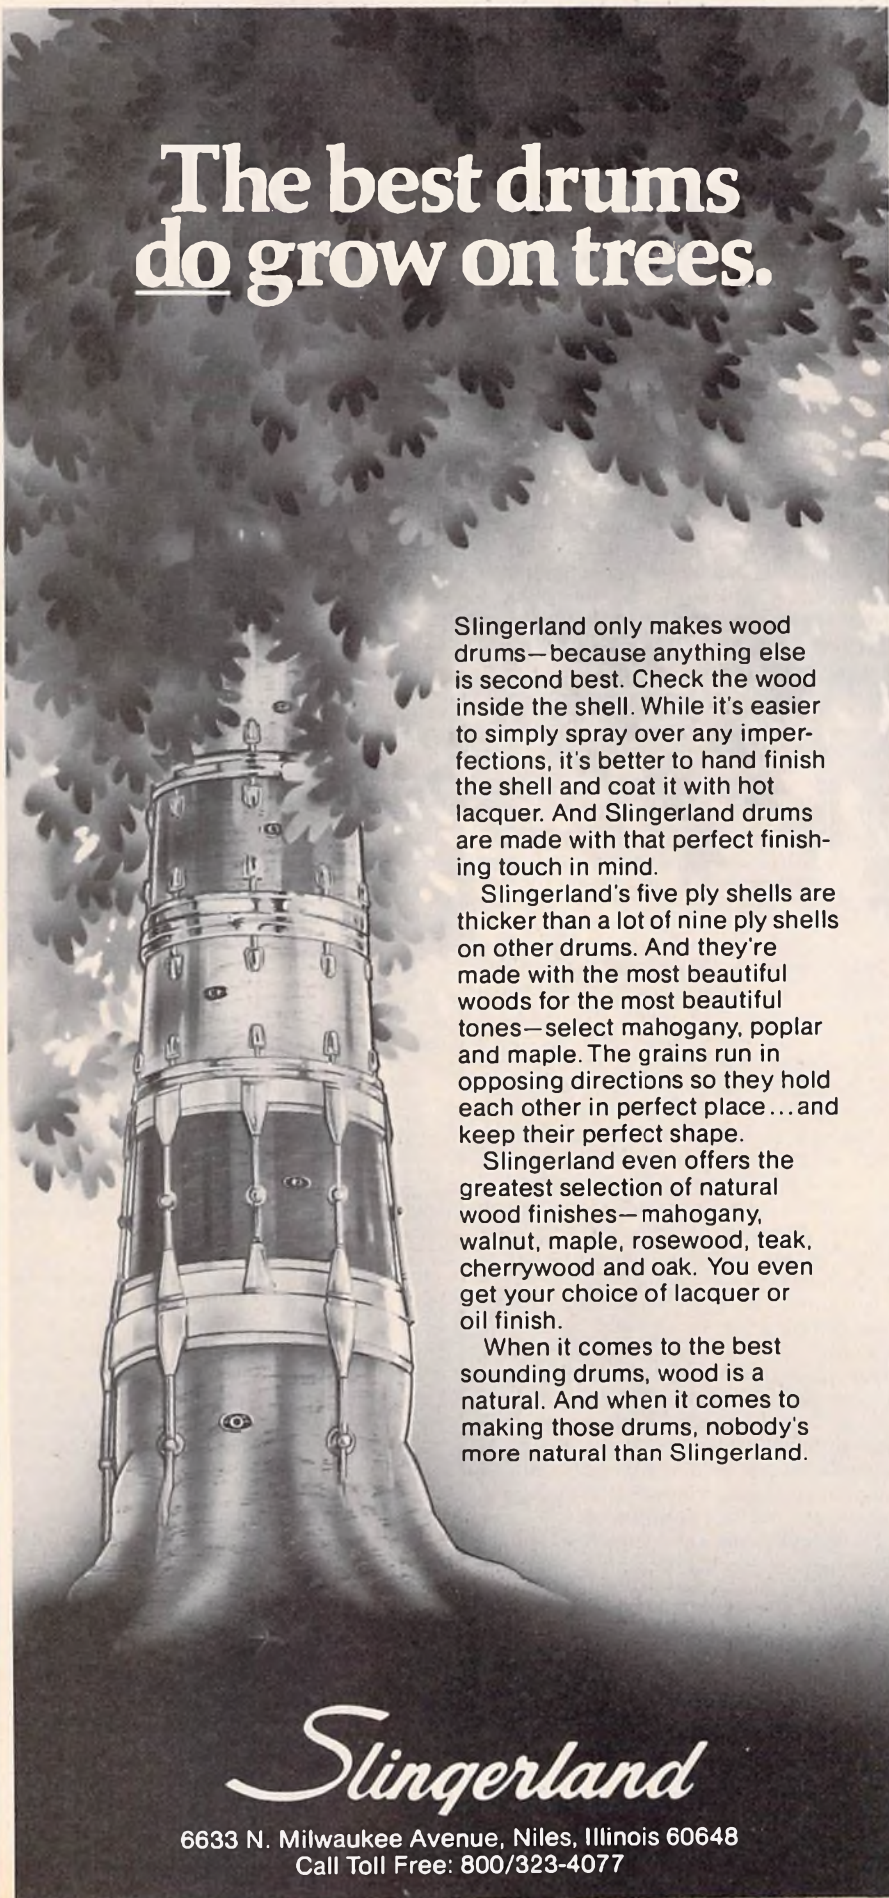 The best drums
do grow on trees.
Slingerland only makes wood
drums—because anything else
is second best. Check the wood
inside the shell. While it's easier
to simply spray over any imper-
fections, it's better to hand finish
the shell and coat it with hot
lacquer. And Slingerland drums
are made with that perfect finish-
ing touch in mind.
Slingerland's five ply shells are
thicker than a lot of nine ply shells
on other drums. And they're
made with the most beautiful
woods for the most beautiful
tones—select mahogany, poplar
and maple. The grains run in
opposing directions so they hold
each other in perfect place...and
keep their perfect shape.
Slingerland even offers the
greatest selection of natural
wood finishes—mahogany,
walnut, maple, rosewood, teak,
cherrywood and oak. You even
get your choice of lacquer or
oil finish.
When it comes to the best
sounding drums, wood is a
natural. And when it comes to
making those drums, nobody's
more natural than Slingerland.
Slingerland
6633 N. Milwaukee Avenue, Niles, Illinois 60648
Call Toll Free: 800/323-4077